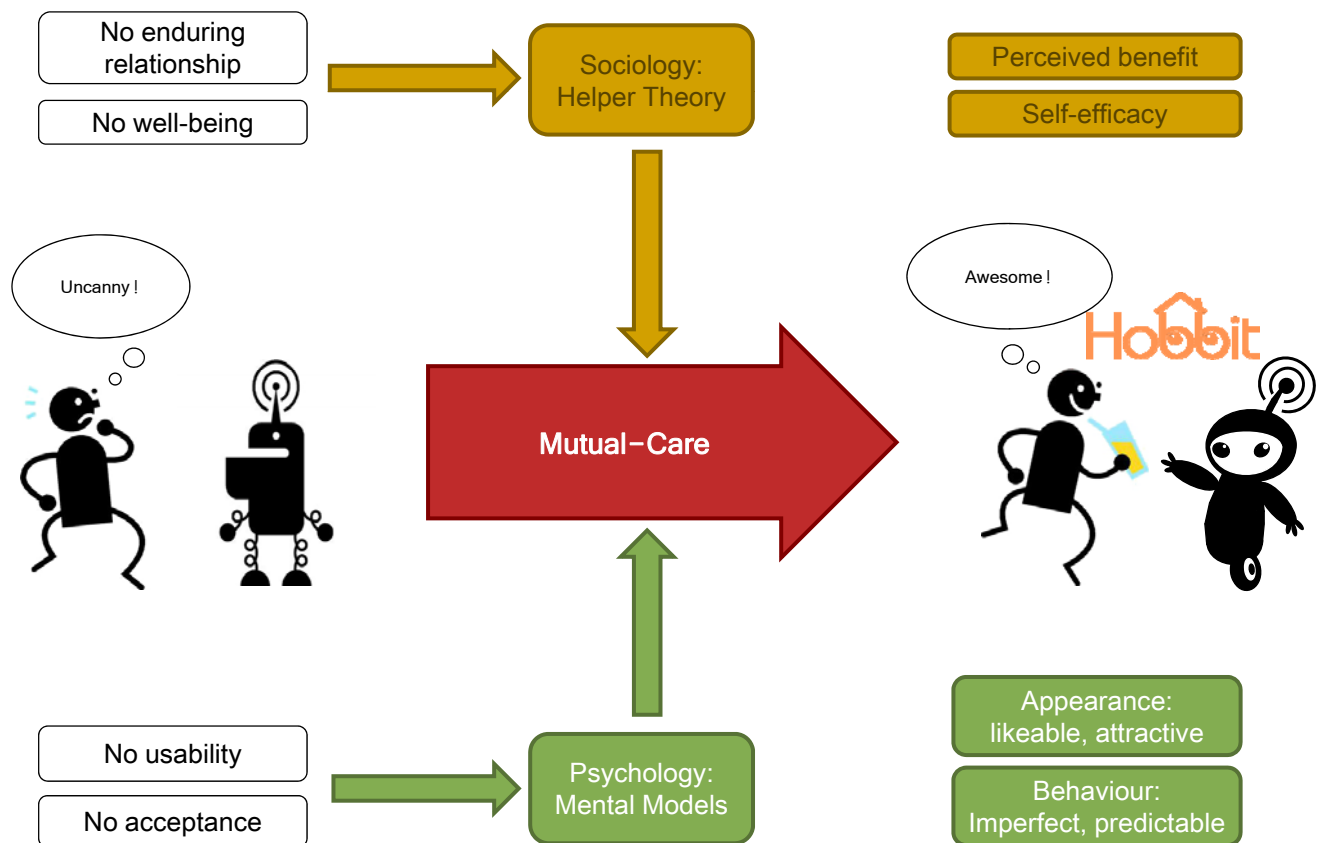 No enduring
relationship
No well-being
Sociology:
Helper Theory
Perceived benefit
Self-efficacy
Uncanny !
Awesome !
Hobbit
Mutual-Care
No usability
No acceptance
Psychology:
Mental Models
Appearance:
likeable, attractive
Behaviour:
Imperfect, predictable